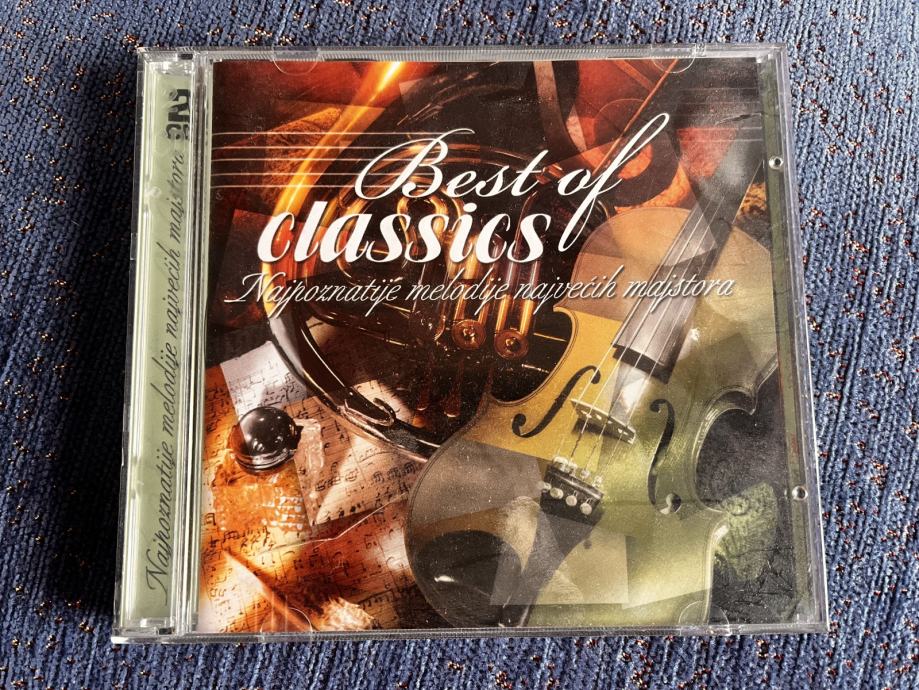 Best of
classics
Najpoznatije melodije najvećih majstora
Najpoznatije melodije najvećih majstora